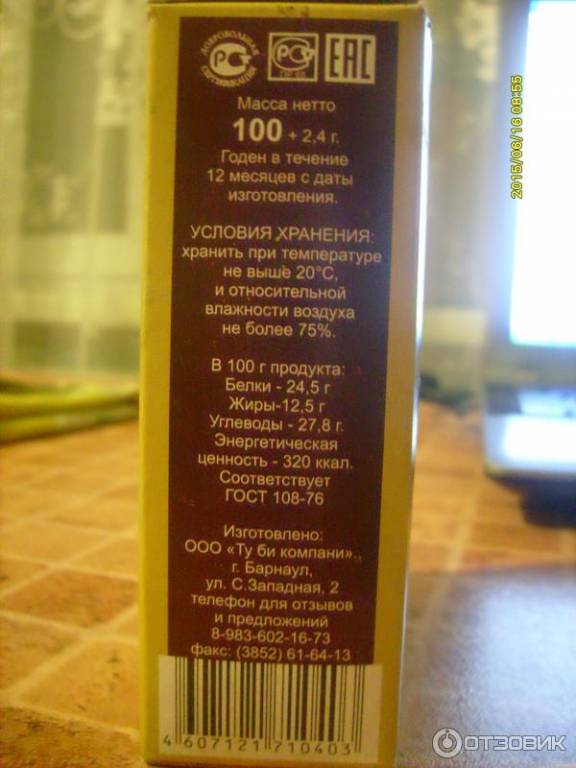 ДОБРОВОЛЬНАЯ
СЕРТИФИКАЦИЯ
ЕАС
Масса нетто
100 ± 2,4 г.
Годен в течение
12 месяцев с даты
изготовления.
УСЛОВИЯ ХРАНЕНИЯ:
хранить при температуре
не выше 20°С,
и относительной
влажности воздуха
не более 75%.
В 100 г продукта:
Белки - 24,5 г
Жиры-12,5 г
Углеводы - 27,8 г.
Энергетическая
ценность - 320 ккал.
Соответствует
ГОСТ 108-76
Изготовлено:
ООО «Ту би компани».,
г. Барнаул,
ул. С.Западная, 2
телефон для отзывов
и предложений
8-983-602-16-73
факс: (3852) 61-64-13
4 607121 710403
2015/06/16 08:55
ОТЗОВИК